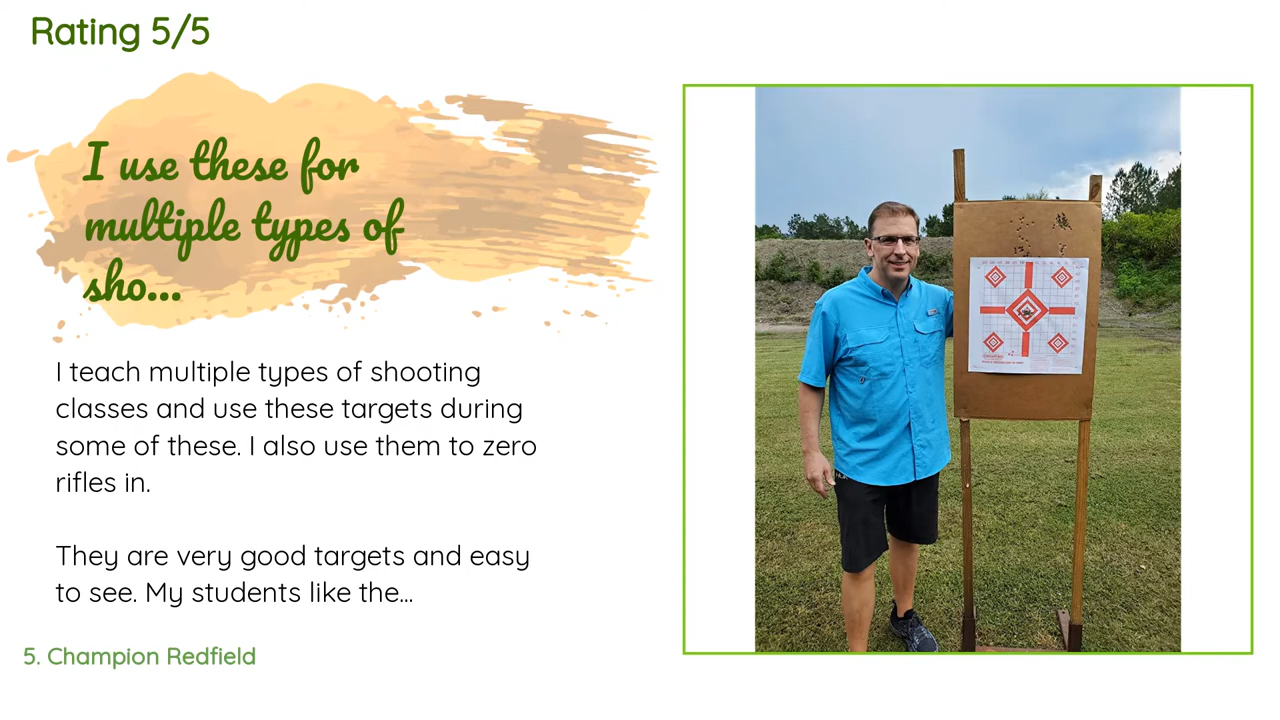 Rating 5/5
I use these for
multiple types of
sho...
I teach multiple types of shooting
classes and use these targets during
some of these. I also use them to zero
rifles in.
They are very good targets and easy
to see. My students like the...
5. Champion Redfield